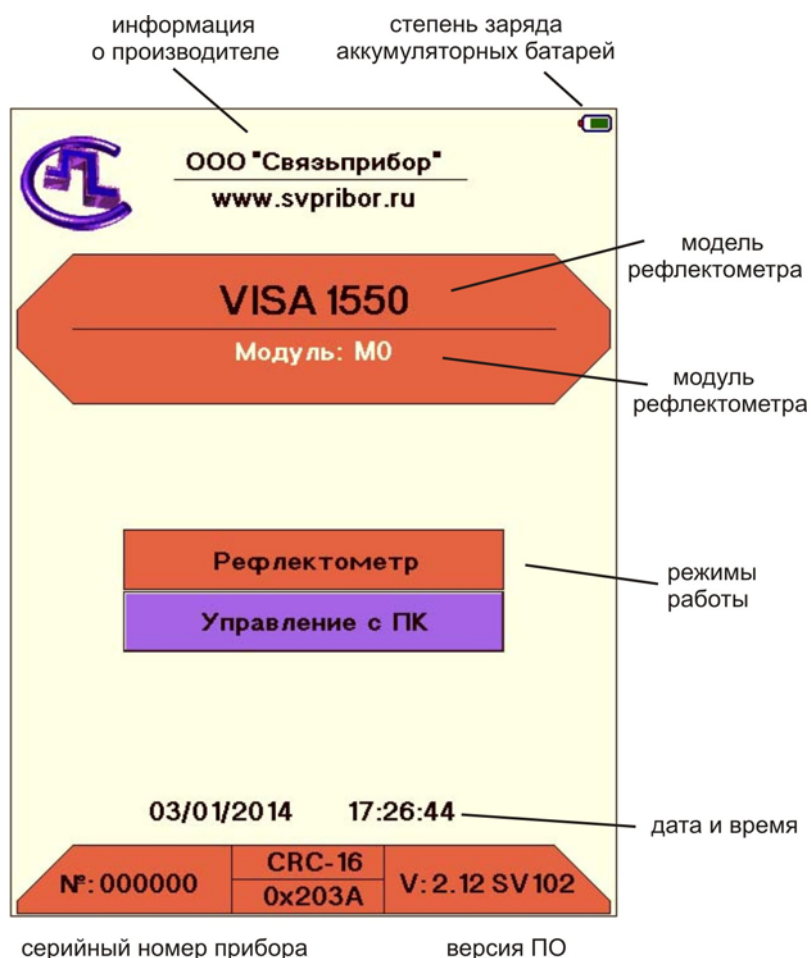 информация
о производителе
степень заряда
аккумуляторных батарей
ООО "Связьприбор"
www.svpribor.ru
VISA 1550
модель
рефлектометра
Модуль: М0
модуль
рефлектометра
Рефлектометр
Управление с ПК
режимы
работы
03/01/2014 17:26:44
дата и время
№:000000
CRC-16
0x203A
V:2.12 SV102
серийный номер прибора
версия ПО